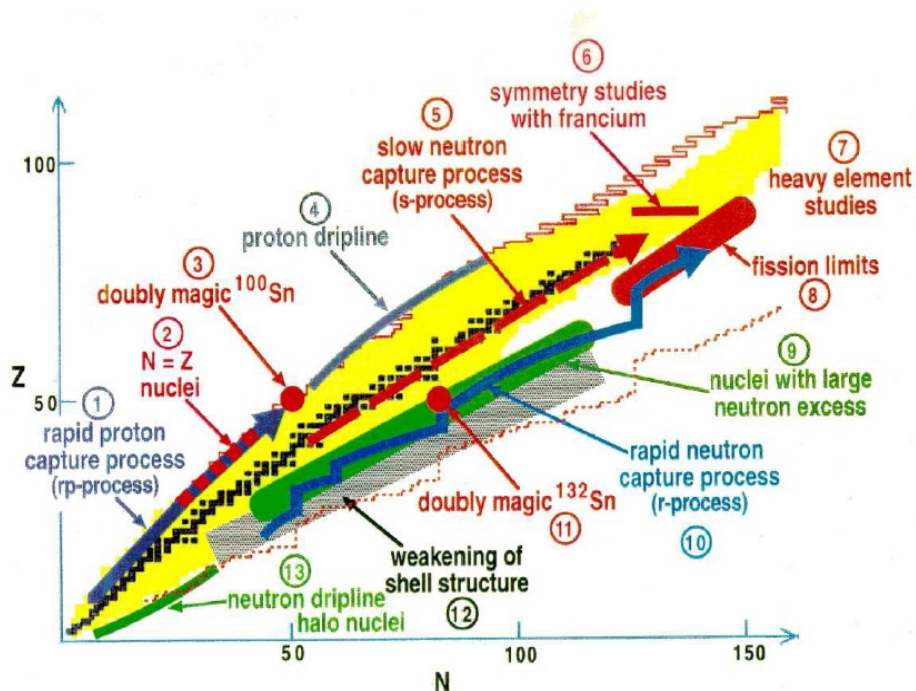 6
symmetry studies
with francium
5
slow neutron
capture process
(s-process)
7
heavy element
studies
100
4
proton dripline
3
doubly magic ¹⁰⁰Sn
fission limits
8
2
N = Z
nuclei
Z
9
nuclei with large
neutron excess
50
1
rapid proton
capture process
(rp-process)
rapid neutron
capture process
(r-process)
10
doubly magic ¹³²Sn
11
weakening of
shell structure
12
13
neutron dripline
halo nuclei
50
100
150
N